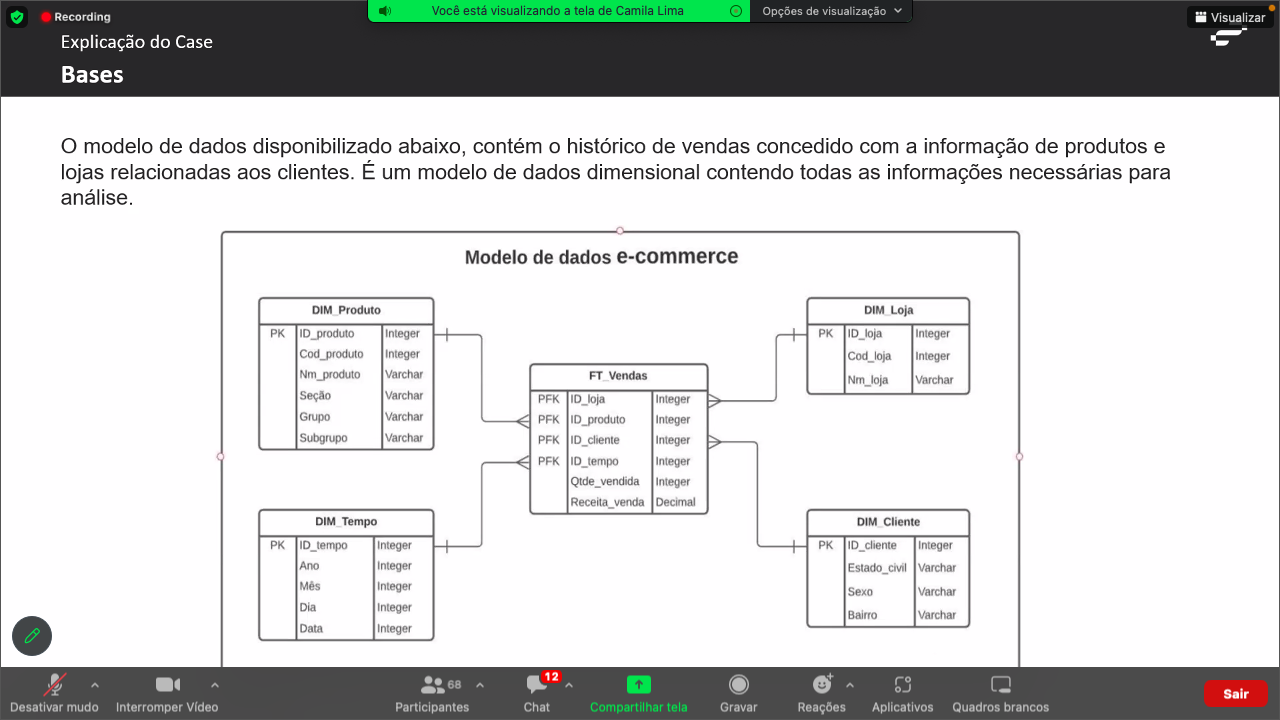 Recording
Você está visualizando a tela de Camila Lima
Opções de visualização
Visualizar
Explicação do Case
Bases
O modelo de dados disponibilizado abaixo, contém o histórico de vendas concedido com a informação de produtos e
lojas relacionadas aos clientes. É um modelo de dados dimensional contendo todas as informações necessárias para
análise.
Modelo de dados e-commerce
DIM_Produto
PK ID_produto Integer
Cod_produto Integer
Nm_produto Varchar
Seção Varchar
Grupo Varchar
Subgrupo Varchar
DIM_Loja
PK ID_loja Integer
Cod_loja Integer
Nm_loja Varchar
FT_Vendas
PFK ID_loja Integer
PFK ID_produto Integer
PFK ID_cliente Integer
PFK ID_tempo Integer
Qtde_vendida Integer
Receita_venda Decimal
DIM_Tempo
PK ID_tempo Integer
Ano Integer
Mês Integer
Dia Integer
Data Integer
DIM_Cliente
PK ID_cliente Integer
Estado_civil Varchar
Sexo Varchar
Bairro Varchar
68
12
Desativar mudo
Interromper Vídeo
Participantes
Chat
Compartilhar tela
Gravar
Reações
Aplicativos
Quadros brancos
Sair